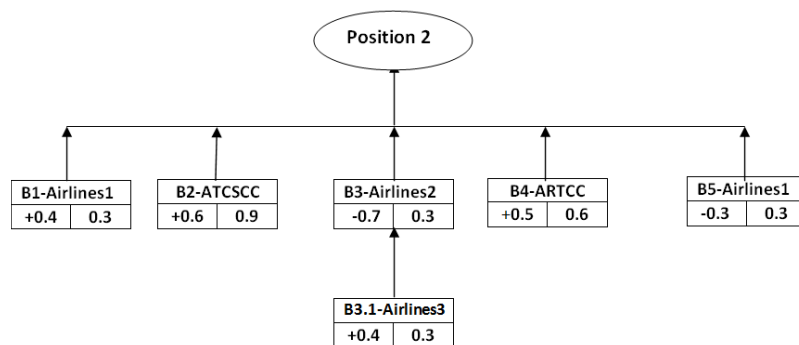 Position 2
B1-Airlines1
+0.4 0.3
B2-ATCSCC
+0.6 0.9
B3-Airlines2
-0.7 0.3
B4-ARTCC
+0.5 0.6
B5-Airlines1
-0.3 0.3
B3.1-Airlines3
+0.4 0.3